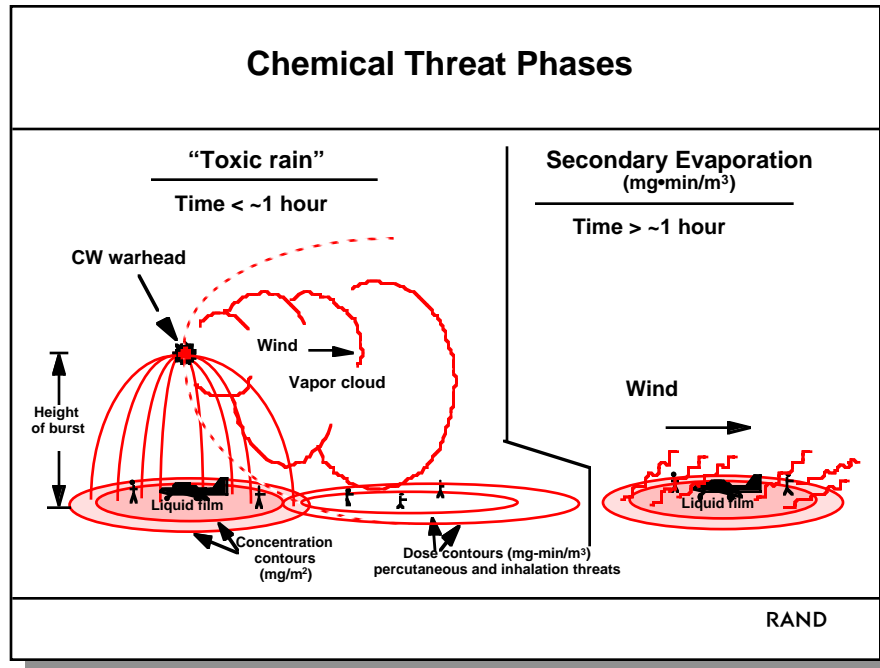 Chemical Threat Phases
“Toxic rain”
Time < ~1 hour
CW warhead
Wind
Vapor cloud
Height
of burst
Liquid film
Concentration
contours
(mg/m²)
Dose contours (mg-min/m³)
percutaneous and inhalation threats
Secondary Evaporation
(mg•min/m³)
Time > ~1 hour
Wind
Liquid film
RAND